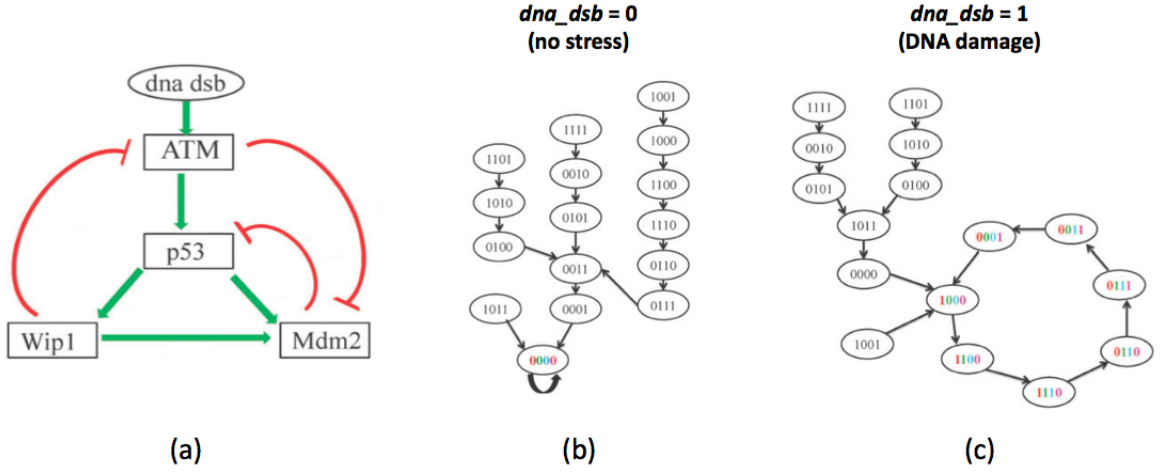 dna_dsb = 0
(no stress)
dna_dsb = 1
(DNA damage)
dna dsb
ATM
p53
Wip1
Mdm2
(a)
1001
1111
1000
1101
0010
1100
1010
0101
1110
0100
0011
0110
1011
0001
0111
0000
(b)
1111
1101
0010
1010
0101
0100
1011
0001
0011
0000
1000
0111
1001
1100
0110
1110
(c)